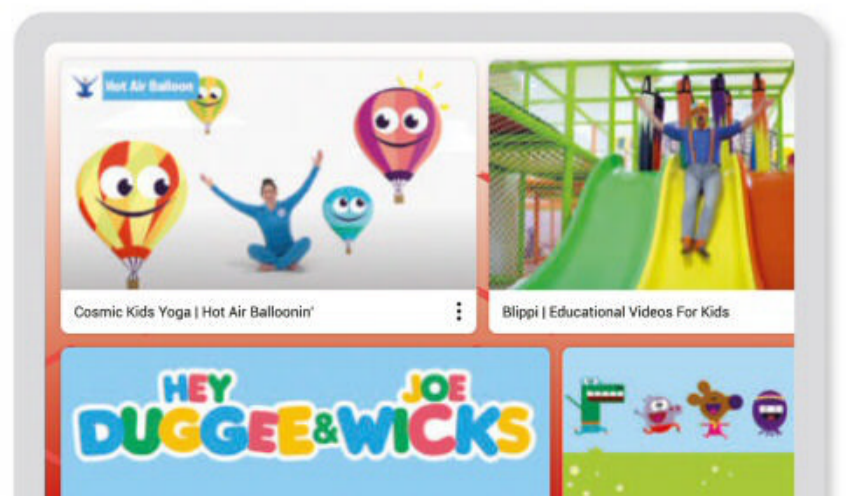 Hot Air Balloon
Cosmic Kids Yoga | Hot Air Balloonin'
Blippi | Educational Videos For Kids
HEY JOE
DUGGEE & WICKS